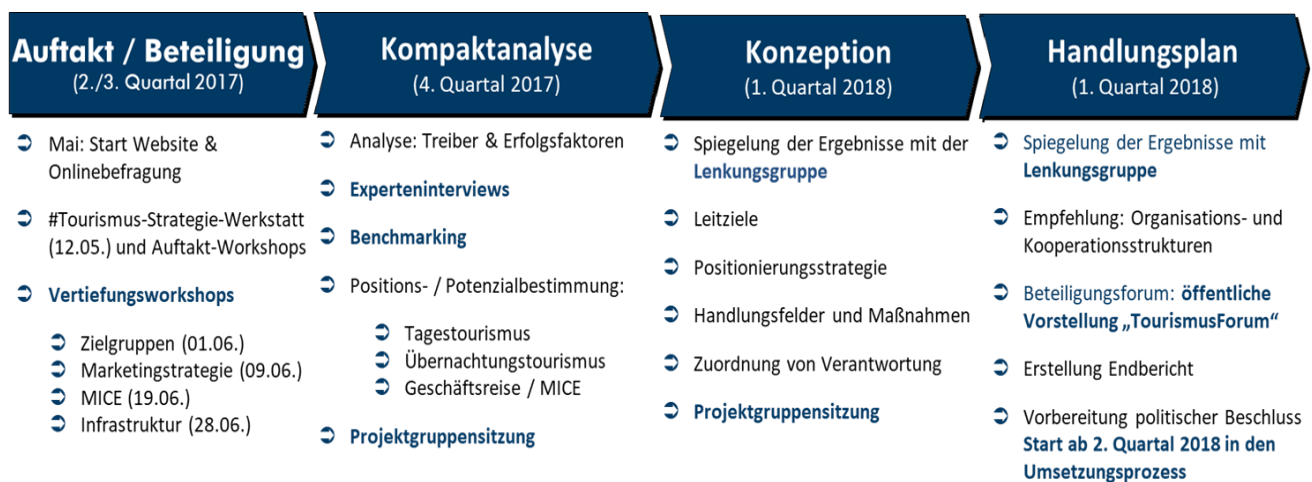 Auftakt / Beteiligung
(2./3. Quartal 2017)
Mai: Start Website &
Onlinebefragung
#Tourismus-Strategie-Werkstatt
(12.05.) und Auftakt-Workshops
Vertiefungsworkshops
Zielgruppen (01.06.)
Marketingstrategie (09.06.)
MICE (19.06.)
Infrastruktur (28.06.)
Kompaktanalyse
(4. Quartal 2017)
Analyse: Treiber & Erfolgsfaktoren
Experteninterviews
Benchmarking
Positions- / Potenzialbestimmung:
Tagestourismus
Übernachtungstourismus
Geschäftsreise / MICE
Projektgruppensitzung
Konzeption
(1. Quartal 2018)
Spiegelung der Ergebnisse mit der
Lenkungsgruppe
Leitziele
Positionierungsstrategie
Handlungsfelder und Maßnahmen
Zuordnung von Verantwortung
Projektgruppensitzung
Handlungsplan
(1. Quartal 2018)
Spiegelung der Ergebnisse mit
Lenkungsgruppe
Empfehlung: Organisations- und
Kooperationsstrukturen
Beteiligungsforum: öffentliche
Vorstellung „TourismusForum“
Erstellung Endbericht
Vorbereitung politischer Beschluss
Start ab 2. Quartal 2018 in den
Umsetzungsprozess